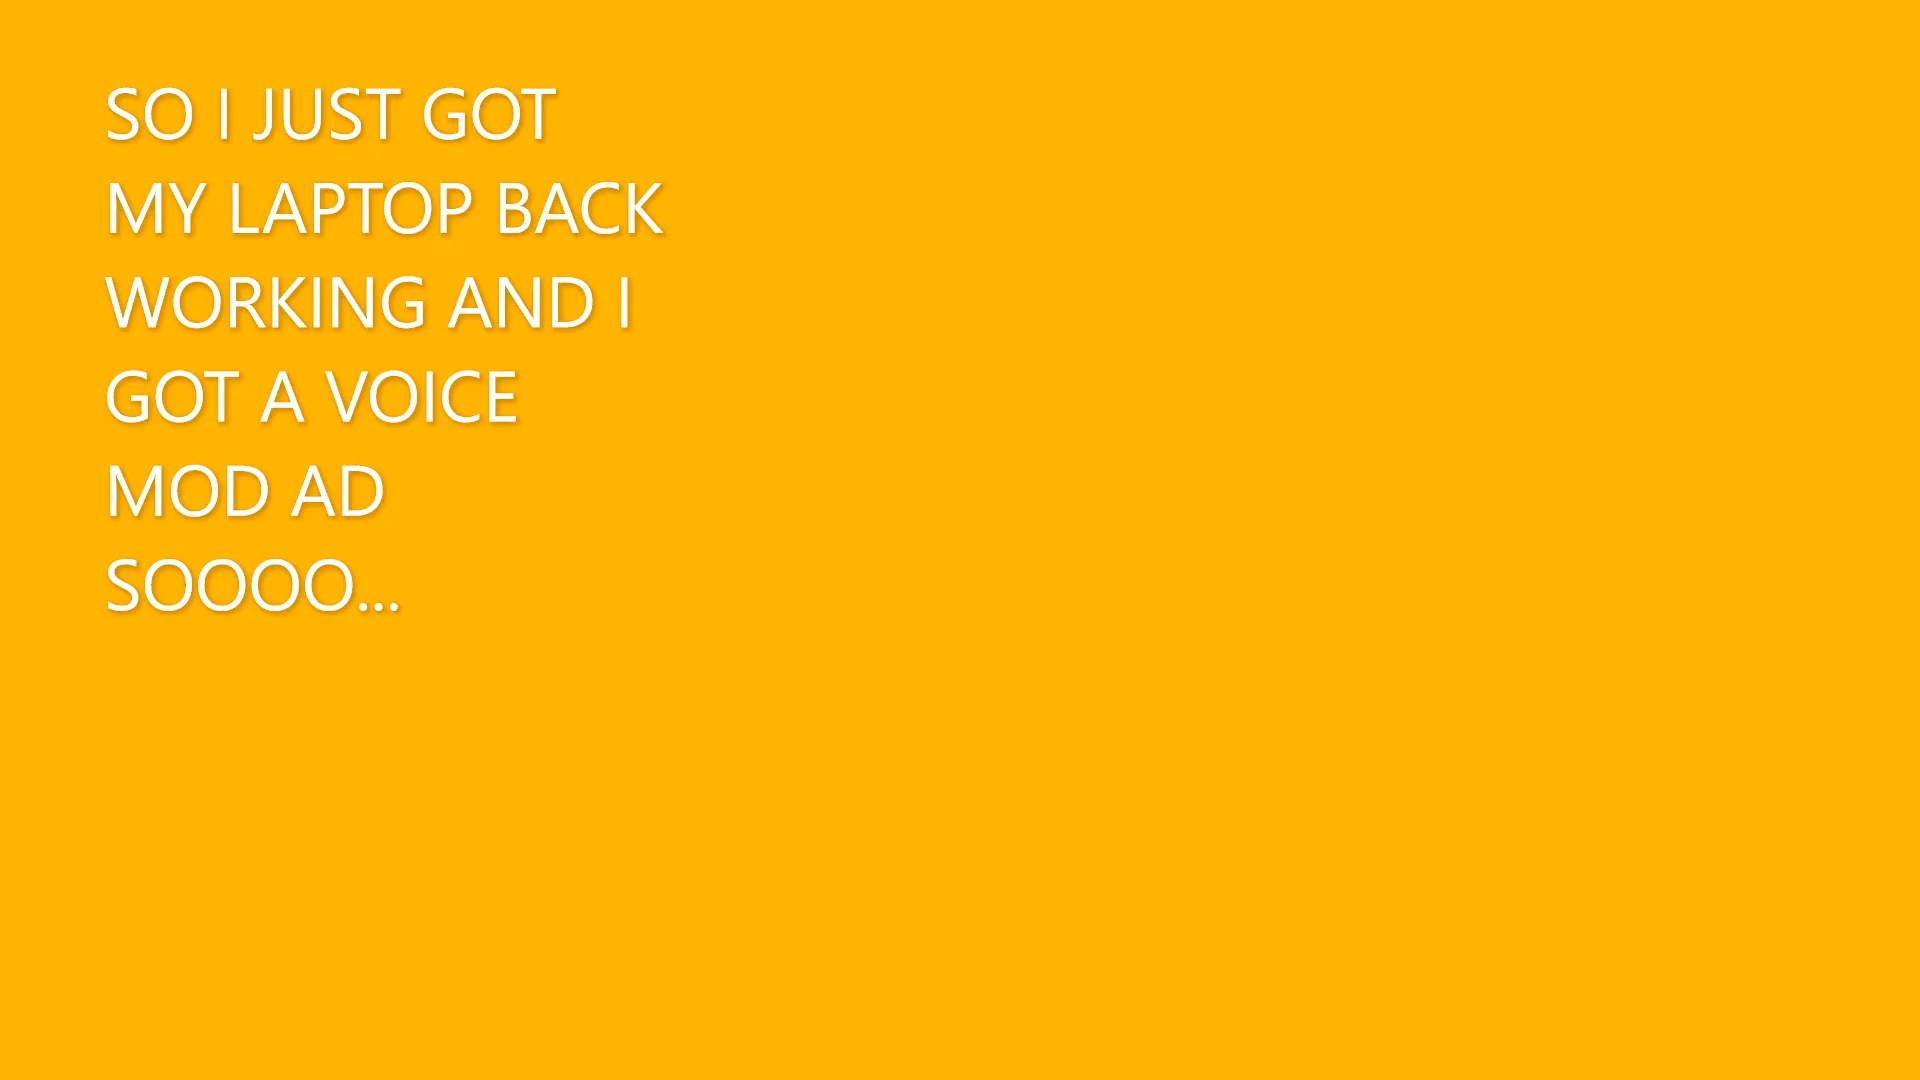 SO I JUST GOT
MY LAPTOP BACK
WORKING AND I
GOT A VOICE
MOD AD
SOOOO...